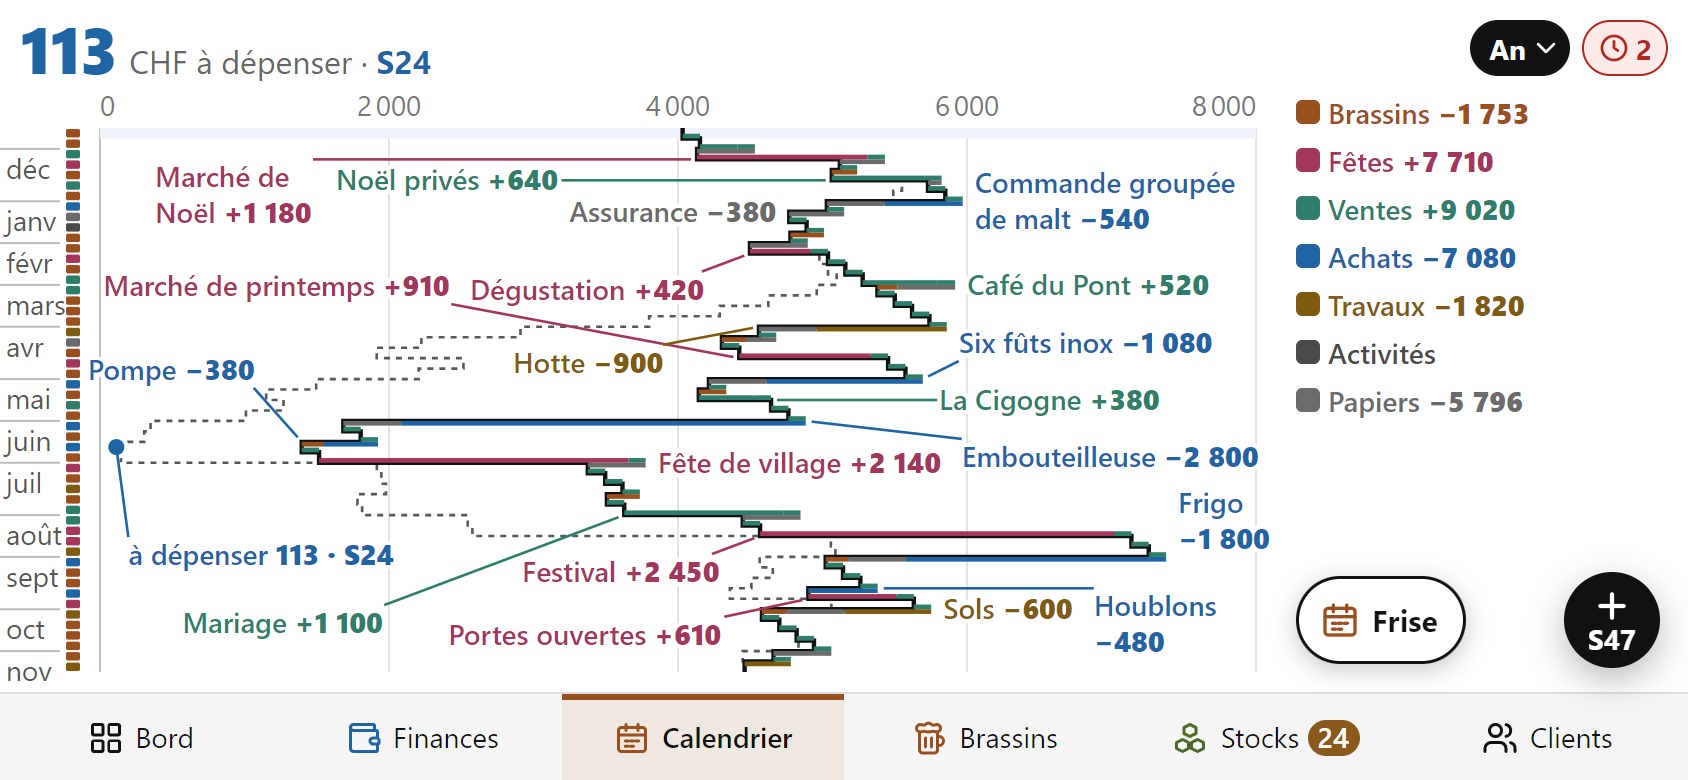 113 CHF à dépenser · S24
An
2
0 2 000 4 000 6 000 8 000
déc
janv
févr
mars
avr
mai
juin
juil
août
sept
oct
nov
Marché de
Noël +1 180
Noël privés +640
Assurance −380
Commande groupée
de malt −540
Marché de printemps +910
Dégustation +420
Café du Pont +520
Hotte −900
Six fûts inox −1 080
Pompe −380
La Cigogne +380
Fête de village +2 140
Embouteilleuse −2 800
Frigo
−1 800
à dépenser 113 · S24
Festival +2 450
Mariage +1 100
Portes ouvertes +610
Sols −600
Houblons
−480
Brassins −1 753
Fêtes +7 710
Ventes +9 020
Achats −7 080
Travaux −1 820
Activités
Papiers −5 796
Frise
+
S47
Bord
Finances
Calendrier
Brassins
Stocks 24
Clients